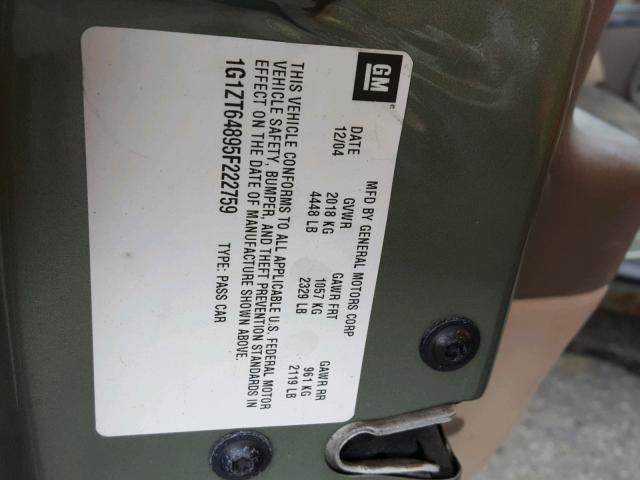 GM
MFD BY GENERAL MOTORS CORP
DATE GVWR GAWR FRT GAWR RR
12/04 2018 KG 1057 KG 961 KG
4448 LB 2329 LB 2119 LB
THIS VEHICLE CONFORMS TO ALL APPLICABLE U.S. FEDERAL MOTOR
VEHICLE SAFETY, BUMPER, AND THEFT PREVENTION STANDARDS IN
EFFECT ON THE DATE OF MANUFACTURE SHOWN ABOVE.
1G1ZT64895F222759 TYPE: PASS CAR